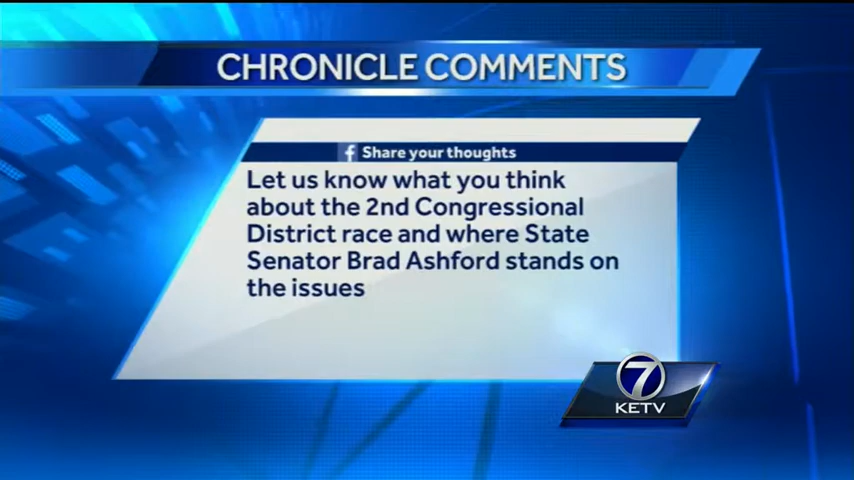 CHRONICLE COMMENTS
f Share your thoughts
Let us know what you think
about the 2nd Congressional
District race and where State
Senator Brad Ashford stands on
the issues
7
KETV